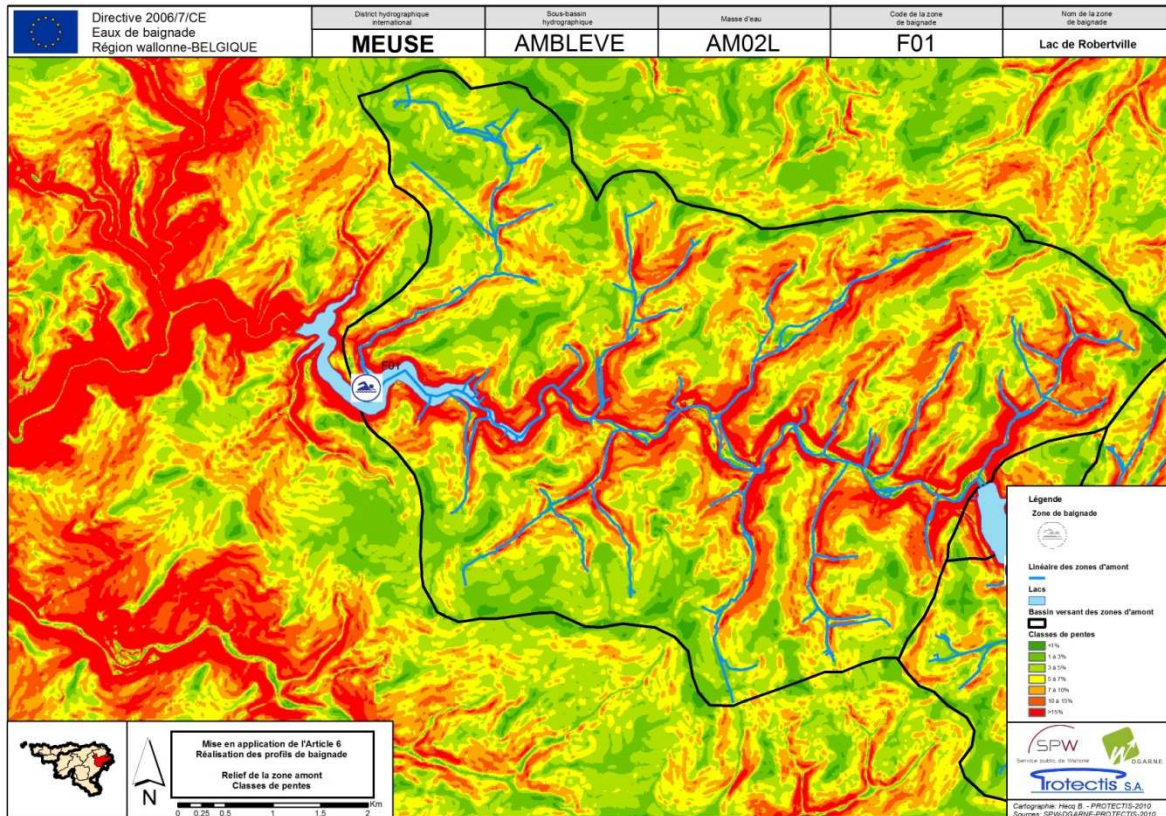 Directive 2006/7/CE
Eaux de baignade
Région wallonne-BELGIQUE
District hydrographique
international
MEUSE
Sous-bassin
hydrographique
AMBLEVE
Masse d'eau
AM02L
Code de la zone
de baignade
F01
Nom de la zone
de baignade
Lac de Robertville
F01
Légende
Zone de baignade
Linéaire des zones d'amont
Lacs
Bassin versant des zones d'amont
Classes de pentes
<1%
1 à 3%
3 à 5%
5 à 7%
7 à 10%
10 à 15%
>15%
N
Mise en application de l'Article 6
Réalisation des profils de baignade
Relief de la zone amont
Classes de pentes
Km
0 0.25 0.5 1 1.5 2
SPW
Service public de Wallonie
D.G.A.R.N.E.
Protectis S.A.
Cartographie: Hecq B. - PROTECTIS-2010
Sources: SPW-DGARNE-PROTECTIS-2010